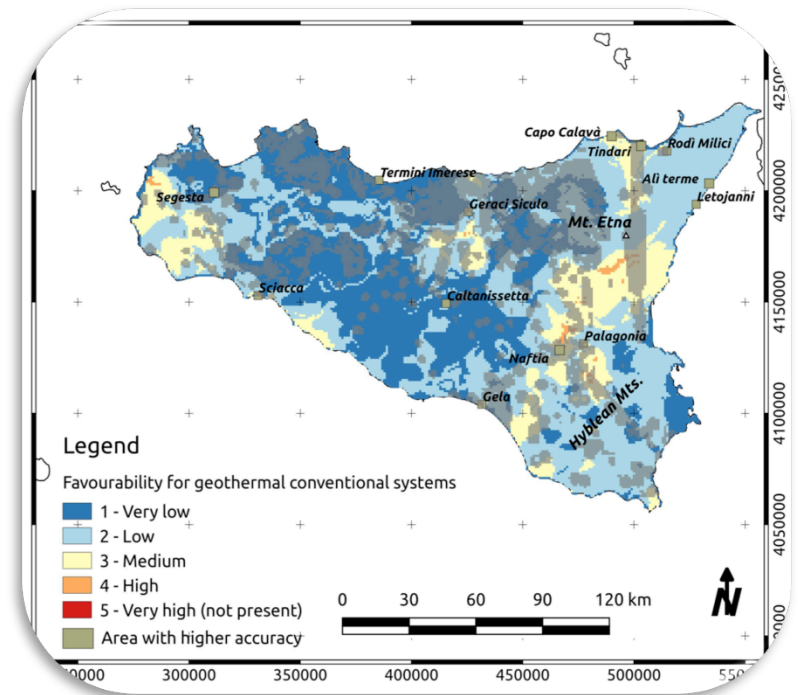 Capo Calavà
Tindari
Rodì Milici
Termini Imerese
Alì terme
Segesta
Letojanni
Geraci Siculo
Mt. Etna
Sciacca
Caltanissetta
Palagonia
Naftia
Gela
Hyblean Mts.
Legend
Favourability for geothermal conventional systems
1 - Very low
2 - Low
3 - Medium
4 - High
5 - Very high (not present)
Area with higher accuracy
0 30 60 90 120 km
N
4200000
4150000
4100000
4050000
300000 350000 400000 450000 500000